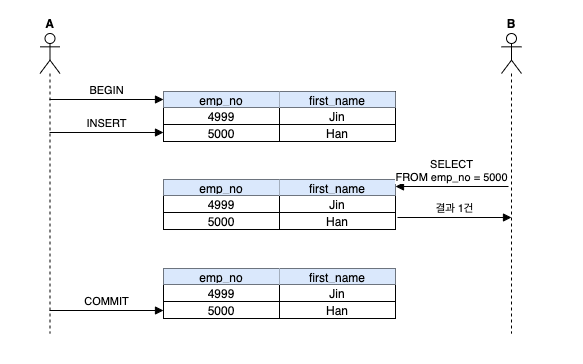 A B
BEGIN
emp_no first_name
4999 Jin
INSERT
5000 Han
SELECT
FROM emp_no = 5000
emp_no first_name
4999 Jin
결과 1건
5000 Han
emp_no first_name
4999 Jin
COMMIT
5000 Han